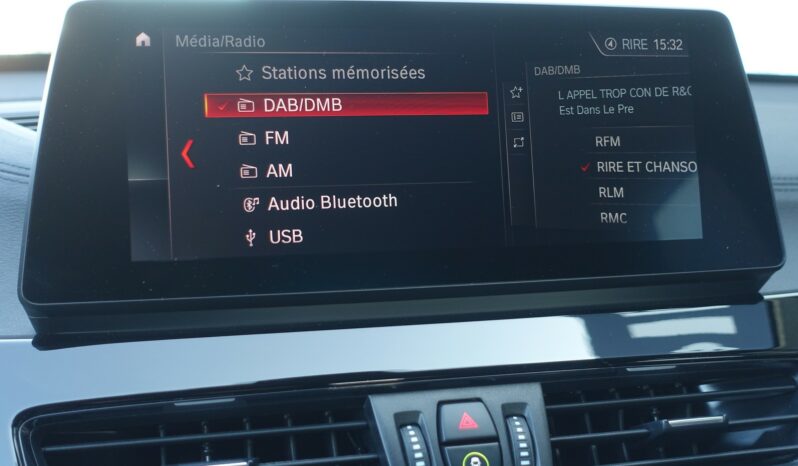 Média/Radio
RIRE 15:32
Stations mémorisées
DAB/DMB
FM
AM
Audio Bluetooth
USB
DAB/DMB
L APPEL TROP CON DE R&C
Est Dans Le Pre
RFM
RIRE ET CHANSO
RLM
RMC